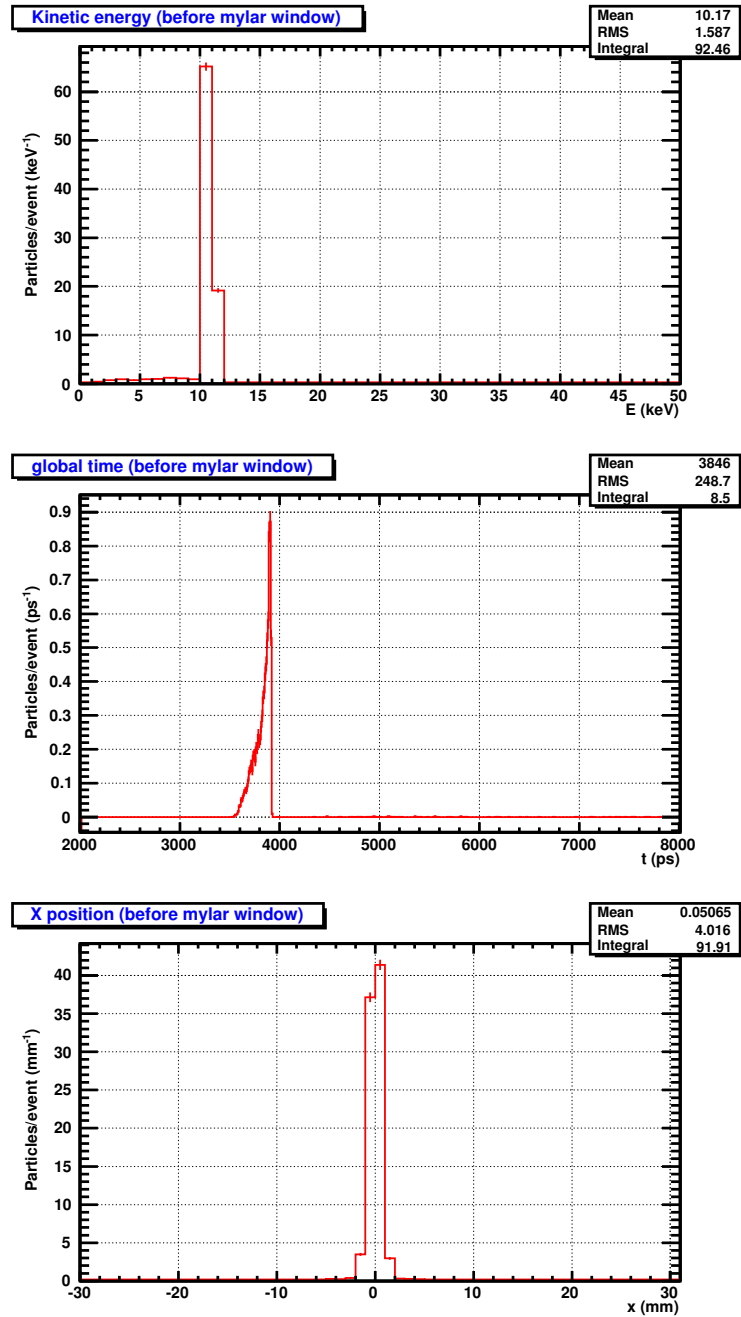 Kinetic energy (before mylar window)
Mean 10.17
RMS 1.587
Integral 92.46
Particles/event (keV⁻¹)
60
50
40
30
20
10
0
0 5 10 15 20 25 30 35 40 45 50
E (keV)
global time (before mylar window)
Mean 3846
RMS 248.7
Integral 8.5
Particles/event (ps⁻¹)
0.9
0.8
0.7
0.6
0.5
0.4
0.3
0.2
0.1
0
2000 3000 4000 5000 6000 7000 8000
t (ps)
X position (before mylar window)
Mean 0.05065
RMS 4.016
Integral 91.91
Particles/event (mm⁻¹)
40
35
30
25
20
15
10
5
0
-30 -20 -10 0 10 20 30
x (mm)